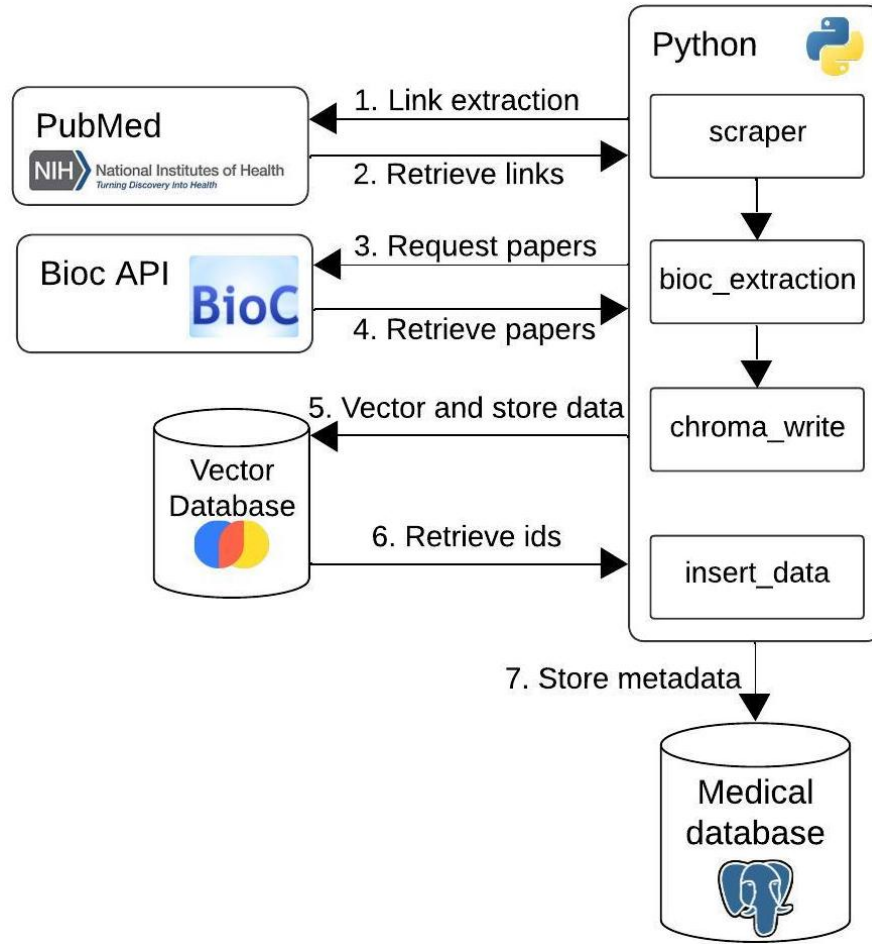 Python
1. Link extraction
PubMed
NIH
National Institutes of Health
Turning Discovery Into Health
2. Retrieve links
scraper
3. Request papers
Bioc API
BioC
4. Retrieve papers
bioc_extraction
5. Vector and store data
chroma_write
Vector
Database
6. Retrieve ids
insert_data
7. Store metadata
Medical
database